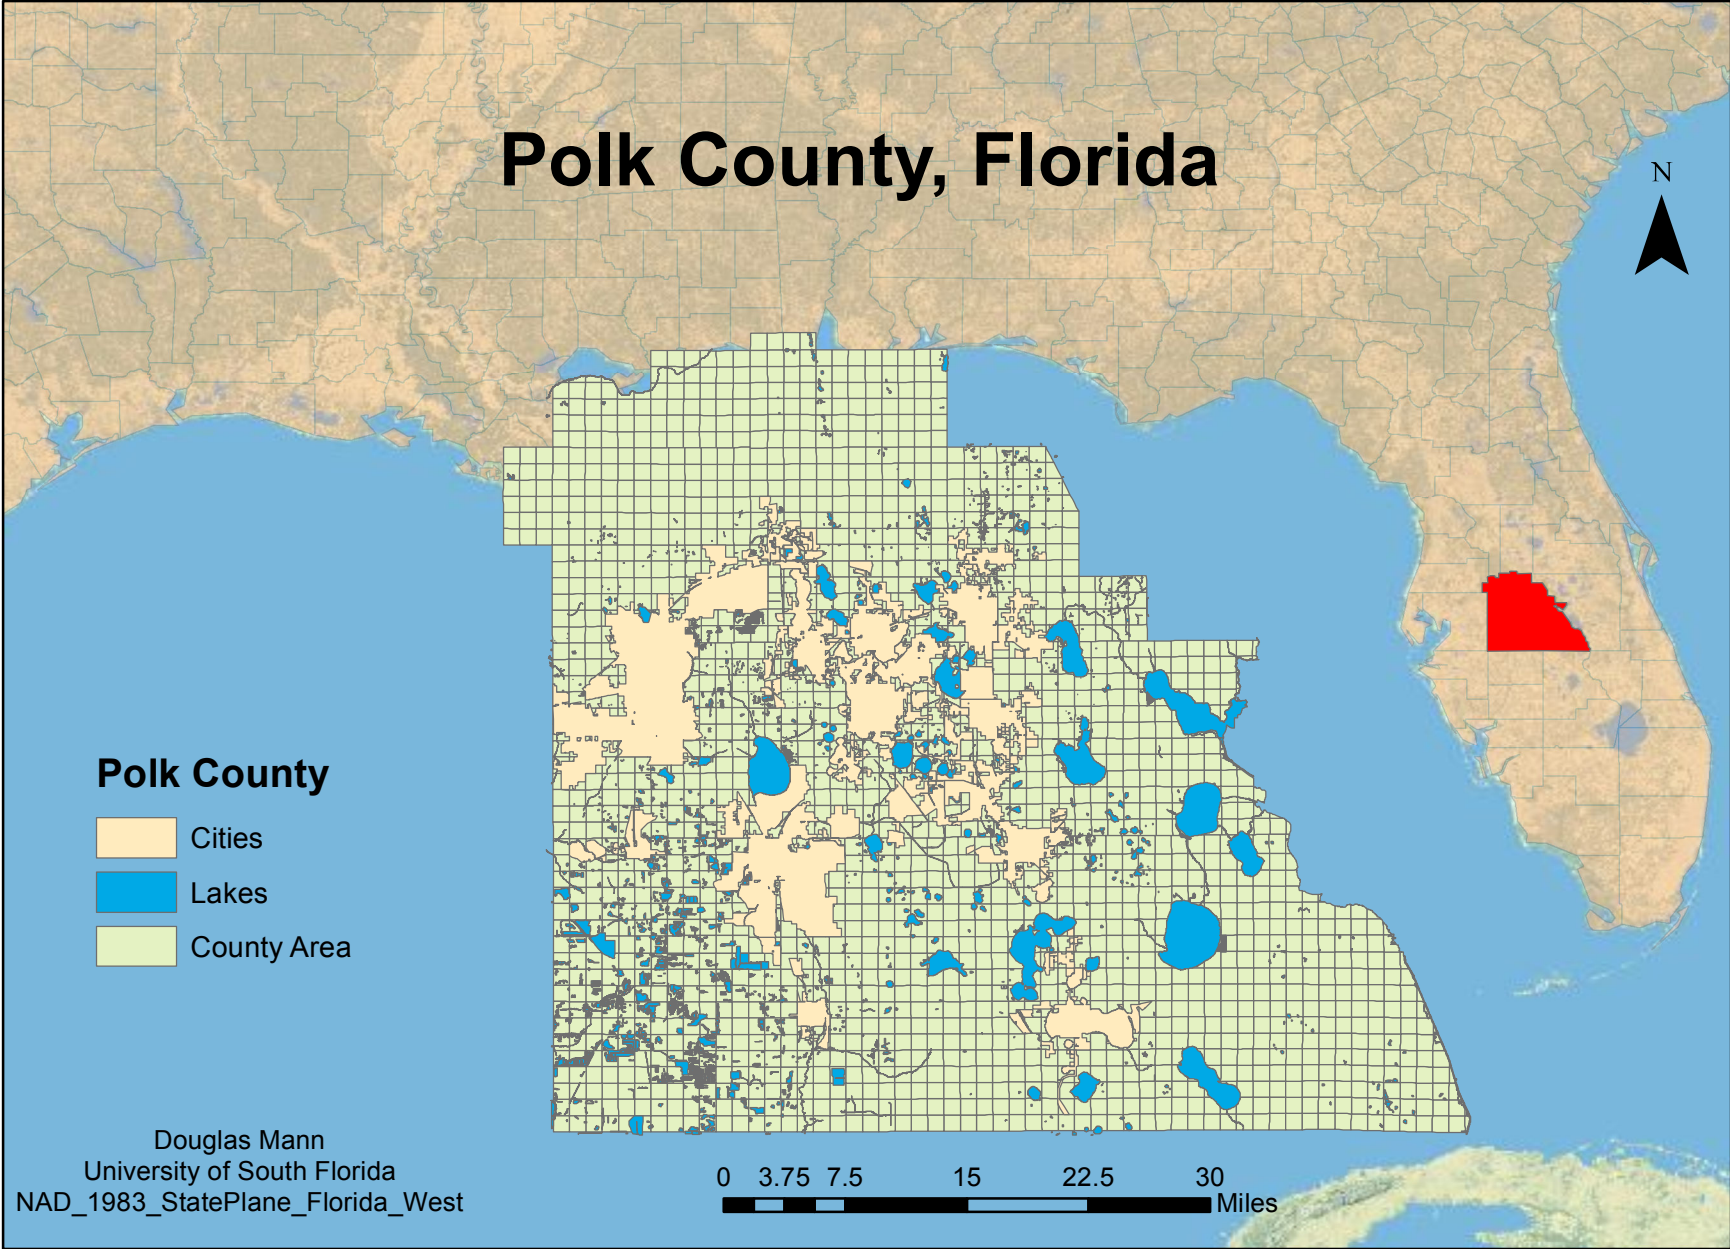 Polk County, Florida
N
Polk County
Cities
Lakes
County Area
Douglas Mann
University of South Florida
NAD_1983_StatePlane_Florida_West
0 3.75 7.5 15 22.5 30
Miles